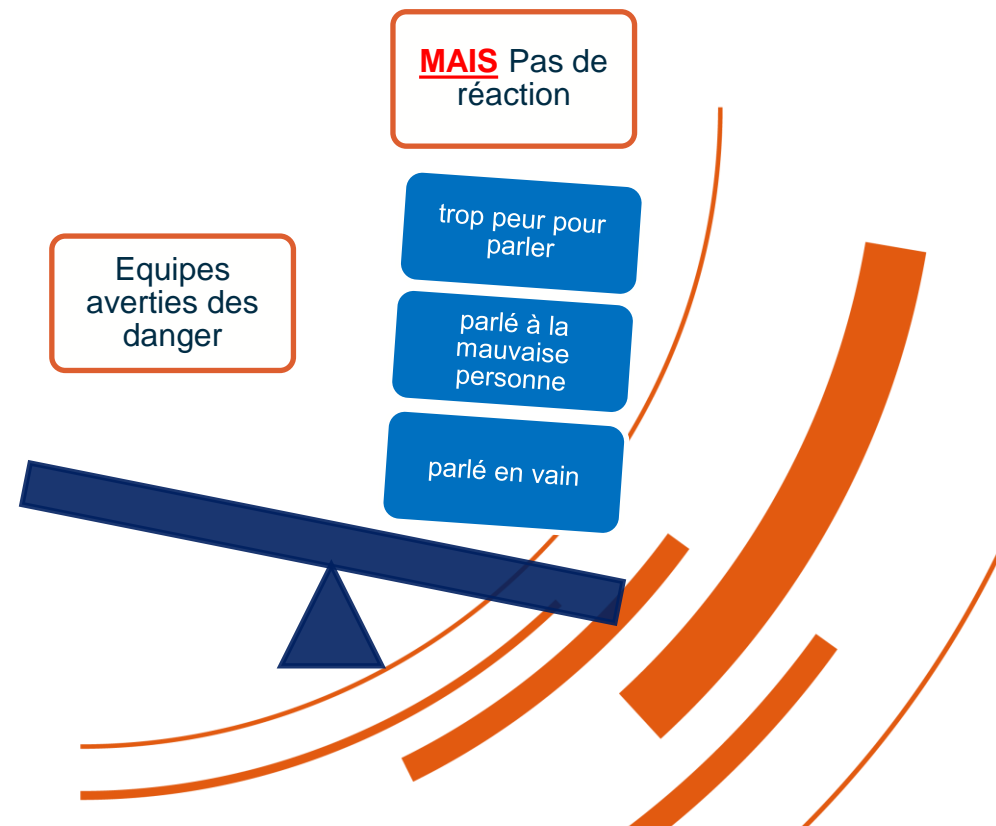 MAIS Pas de
réaction
trop peur pour
parler
Equipes
averties des
danger
parlé à la
mauvaise
personne
parlé en vain